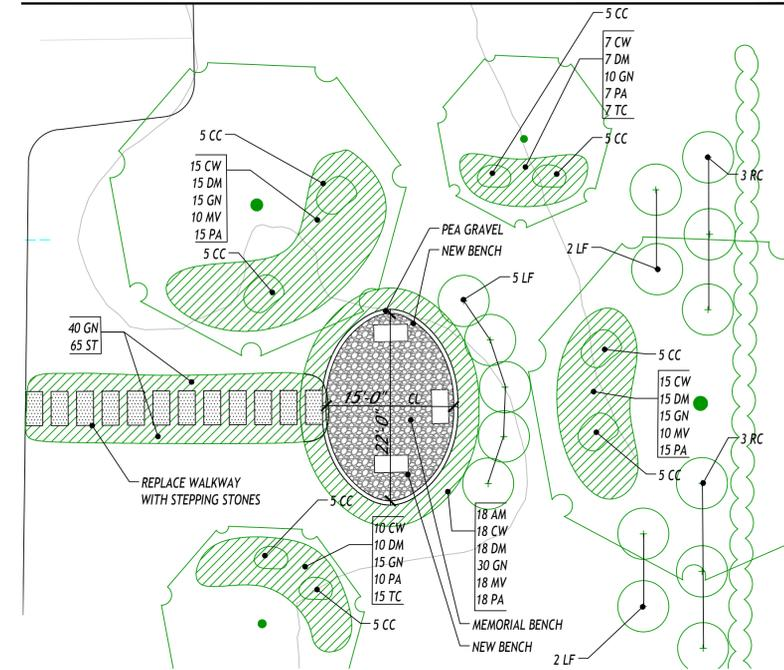 5 CC
7 CW
7 DM
10 GN
7 PA
7 TC
5 CC
5 CC
15 CW
15 DM
15 GN
10 MV
15 PA
5 CC
3 RC
2 LF
PEA GRAVEL
NEW BENCH
5 LF
40 GN
65 ST
15'-0"
CL
22'-0"
5 CC
15 CW
15 DM
15 GN
10 MV
15 PA
5 CC
3 RC
REPLACE WALKWAY
WITH STEPPING STONES
5 CC
10 CW
10 DM
15 GN
10 PA
15 TC
5 CC
18 AM
18 CW
18 DM
30 GN
18 MV
18 PA
MEMORIAL BENCH
NEW BENCH
2 LF